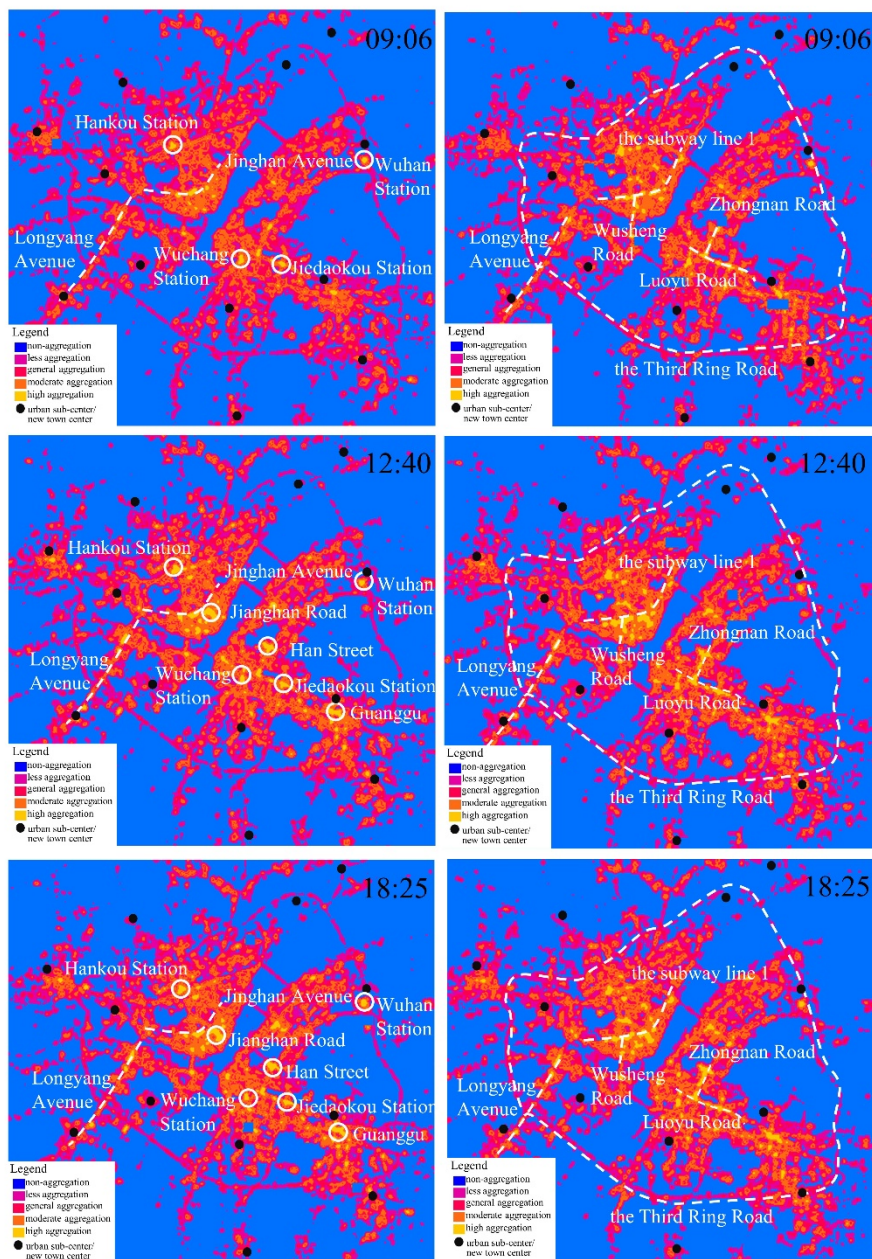 09:06
Hankou Station
Jinghan Avenue
Wuhan
Station
Longyang
Avenue
Wuchang
Station
Jiedaokou Station
Legend
non-aggregation
less aggregation
general aggregation
moderate aggregation
high aggregation
urban sub-center/
new town center
09:06
the subway line 1
Zhongnan Road
Wusheng
Road
Longyang
Avenue
Luoyu Road
the Third Ring Road
Legend
non-aggregation
less aggregation
general aggregation
moderate aggregation
high aggregation
urban sub-center/
new town center
12:40
Hankou Station
Jinghan Avenue
Wuhan
Station
Jianghan Road
Han Street
Longyang
Avenue
Wuchang
Station
Jiedaokou Station
Guanggu
Legend
non-aggregation
less aggregation
general aggregation
moderate aggregation
high aggregation
urban sub-center/
new town center
12:40
the subway line 1
Zhongnan Road
Wusheng
Road
Longyang
Avenue
Luoyu Road
the Third Ring Road
Legend
non-aggregation
less aggregation
general aggregation
moderate aggregation
high aggregation
urban sub-center/
new town center
18:25
Hankou Station
Jinghan Avenue
Wuhan
Station
Jianghan Road
Han Street
Longyang
Avenue
Wuchang
Station
Jiedaokou Station
Guanggu
Legend
non-aggregation
less aggregation
general aggregation
moderate aggregation
high aggregation
urban sub-center/
new town center
18:25
the subway line 1
Zhongnan Road
Wusheng
Road
Longyang
Avenue
Luoyu Road
the Third Ring Road
Legend
non-aggregation
less aggregation
general aggregation
moderate aggregation
high aggregation
urban sub-center/
new town center